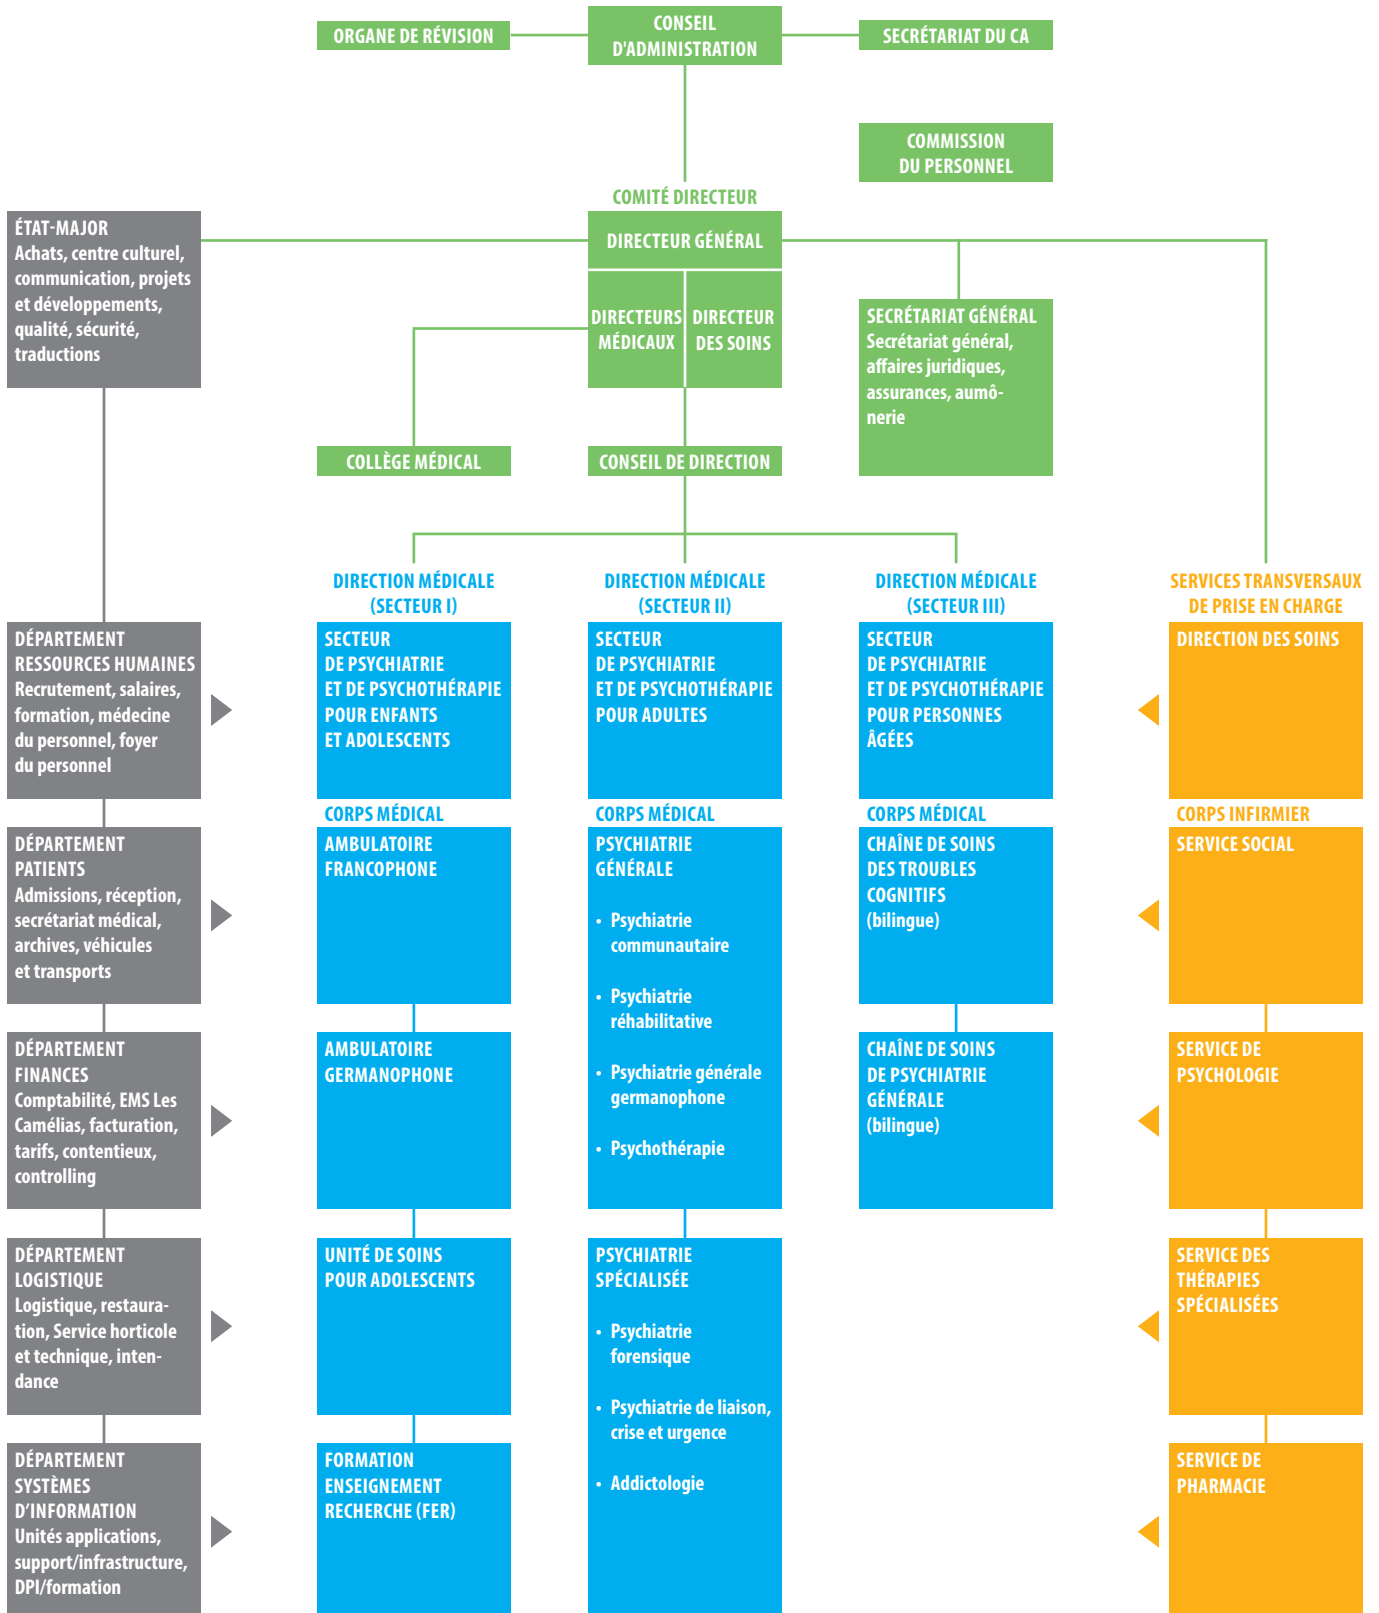 ORGANE DE RÉVISION
CONSEIL
D'ADMINISTRATION
SECRÉTARIAT DU CA
COMMISSION
DU PERSONNEL
COMITÉ DIRECTEUR
DIRECTEUR GÉNÉRAL
DIRECTEURS
MÉDICAUX
DIRECTEUR
DES SOINS
ÉTAT-MAJOR
Achats, centre culturel,
communication, projets
et développements,
qualité, sécurité,
traductions
SECRÉTARIAT GÉNÉRAL
Secrétariat général,
affaires juridiques,
assurances, aumô-
nerie
COLLÈGE MÉDICAL
CONSEIL DE DIRECTION
DIRECTION MÉDICALE
(SECTEUR I)
DIRECTION MÉDICALE
(SECTEUR II)
DIRECTION MÉDICALE
(SECTEUR III)
SERVICES TRANSVERSAUX
DE PRISE EN CHARGE
DÉPARTEMENT
RESSOURCES HUMAINES
Recrutement, salaires,
formation, médecine
du personnel, foyer
du personnel
SECTEUR
DE PSYCHIATRIE
ET DE PSYCHOTHÉRAPIE
POUR ENFANTS
ET ADOLESCENTS
SECTEUR
DE PSYCHIATRIE
ET DE PSYCHOTHÉRAPIE
POUR ADULTES
SECTEUR
DE PSYCHIATRIE
ET DE PSYCHOTHÉRAPIE
POUR PERSONNES
ÂGÉES
DIRECTION DES SOINS
CORPS MÉDICAL
CORPS MÉDICAL
CORPS MÉDICAL
CORPS INFIRMIER
DÉPARTEMENT
PATIENTS
Admissions, réception,
secrétariat médical,
archives, véhicules
et transports
AMBULATOIRE
FRANCOPHONE
PSYCHIATRIE
GÉNÉRALE
• Psychiatrie
communautaire
• Psychiatrie
réhabilitative
• Psychiatrie générale
germanophone
• Psychothérapie
CHAÎNE DE SOINS
DES TROUBLES
COGNITIFS
(bilingue)
SERVICE SOCIAL
DÉPARTEMENT
FINANCES
Comptabilité, EMS Les
Camélias, facturation,
tarifs, contentieux,
controlling
AMBULATOIRE
GERMANOPHONE
CHAÎNE DE SOINS
DE PSYCHIATRIE
GÉNÉRALE
(bilingue)
SERVICE DE
PSYCHOLOGIE
DÉPARTEMENT
LOGISTIQUE
Logistique, restaura-
tion, Service horticole
et technique, inten-
dance
UNITÉ DE SOINS
POUR ADOLESCENTS
PSYCHIATRIE
SPÉCIALISÉE
• Psychiatrie
forensique
• Psychiatrie de liaison,
crise et urgence
• Addictologie
SERVICE DES
THÉRAPIES
SPÉCIALISÉES
DÉPARTEMENT
SYSTÈMES
D’INFORMATION
Unités applications,
support/infrastructure,
DPI/formation
FORMATION
ENSEIGNEMENT
RECHERCHE (FER)
SERVICE DE
PHARMACIE